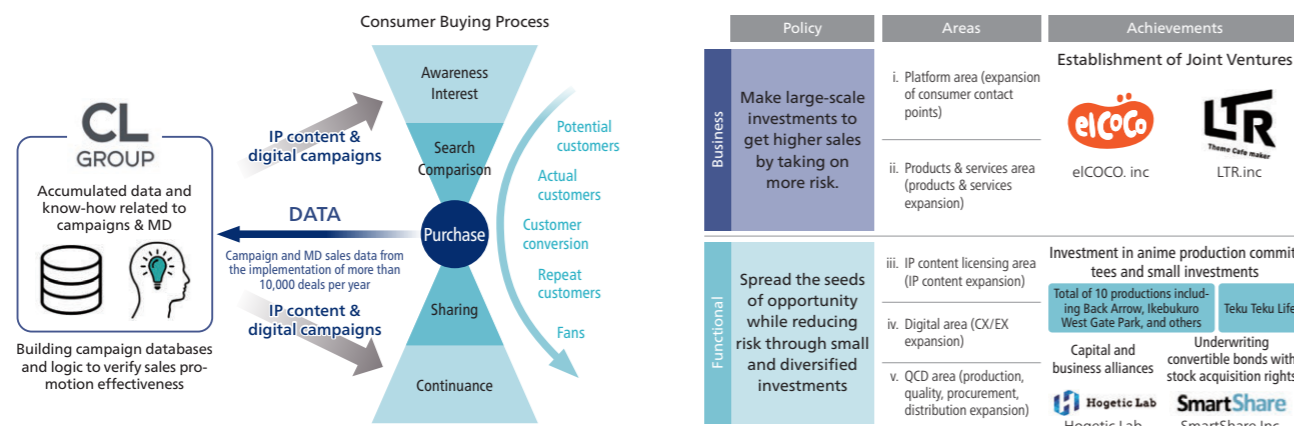 Consumer Buying Process
CL
GROUP
Accumulated data and
know-how related to
campaigns & MD
Building campaign databases
and logic to verify sales pro-
motion effectiveness
IP content &
digital campaigns
DATA
Campaign and MD sales data from
the implementation of more than
10,000 deals per year
IP content &
digital campaigns
Awareness
Interest
Search
Comparison
Purchase
Sharing
Continuance
Potential
customers
Actual
customers
Customer
conversion
Repeat
customers
Fans
Policy
Areas
Achievements
Business
Make large-scale
investments to
get higher sales
by taking on
more risk.
i. Platform area (expansion
of consumer contact
points)
ii. Products & services area
(products & services
expansion)
Establishment of Joint Ventures
elCoCo
elCOCO. inc
LTR
Theme Cafe maker
LTR.inc
Functional
Spread the seeds
of opportunity
while reducing
risk through small
and diversified
investments
iii. IP content licensing area
(IP content expansion)
iv. Digital area (CX/EX
expansion)
v. QCD area (production,
quality, procurement,
distribution expansion)
Investment in anime production commit
tees and small investments
Total of 10 productions includ-
ing Back Arrow, Ikebukuro
West Gate Park, and others
Teku Teku Life
Capital and
business alliances
Underwriting
convertible bonds with
stock acquisition rights
Hogetic Lab
SmartShare
Hogetic Lab
SmartShare Inc